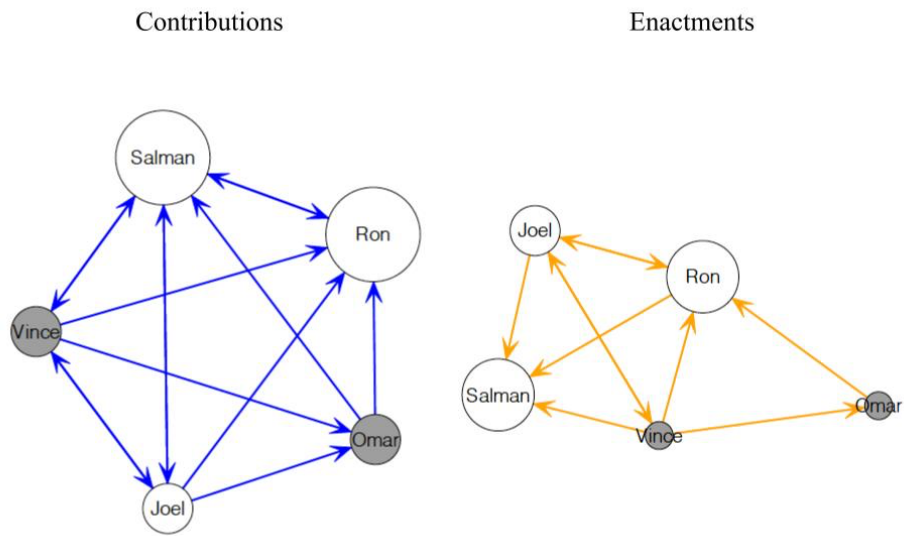 Contributions
Enactments
Salman
Ron
Vince
Omar
Joel
Joel
Ron
Salman
Vince
Omar